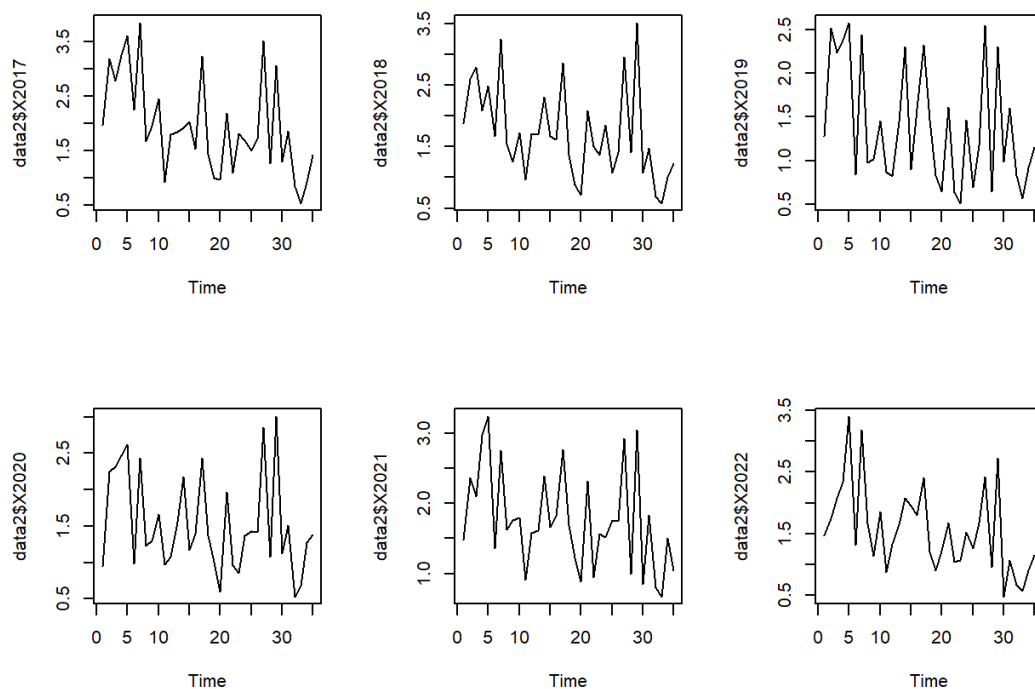 data2$X2017
0.5 1.5 2.5 3.5
0 5 10 20 30
Time
data2$X2018
0.5 1.5 2.5 3.5
0 5 10 20 30
Time
data2$X2019
0.5 1.0 1.5 2.0 2.5
0 5 10 20 30
Time
data2$X2020
0.5 1.5 2.5
0 5 10 20 30
Time
data2$X2021
1.0 2.0 3.0
0 5 10 20 30
Time
data2$X2022
0.5 1.5 2.5 3.5
0 5 10 20 30
Time